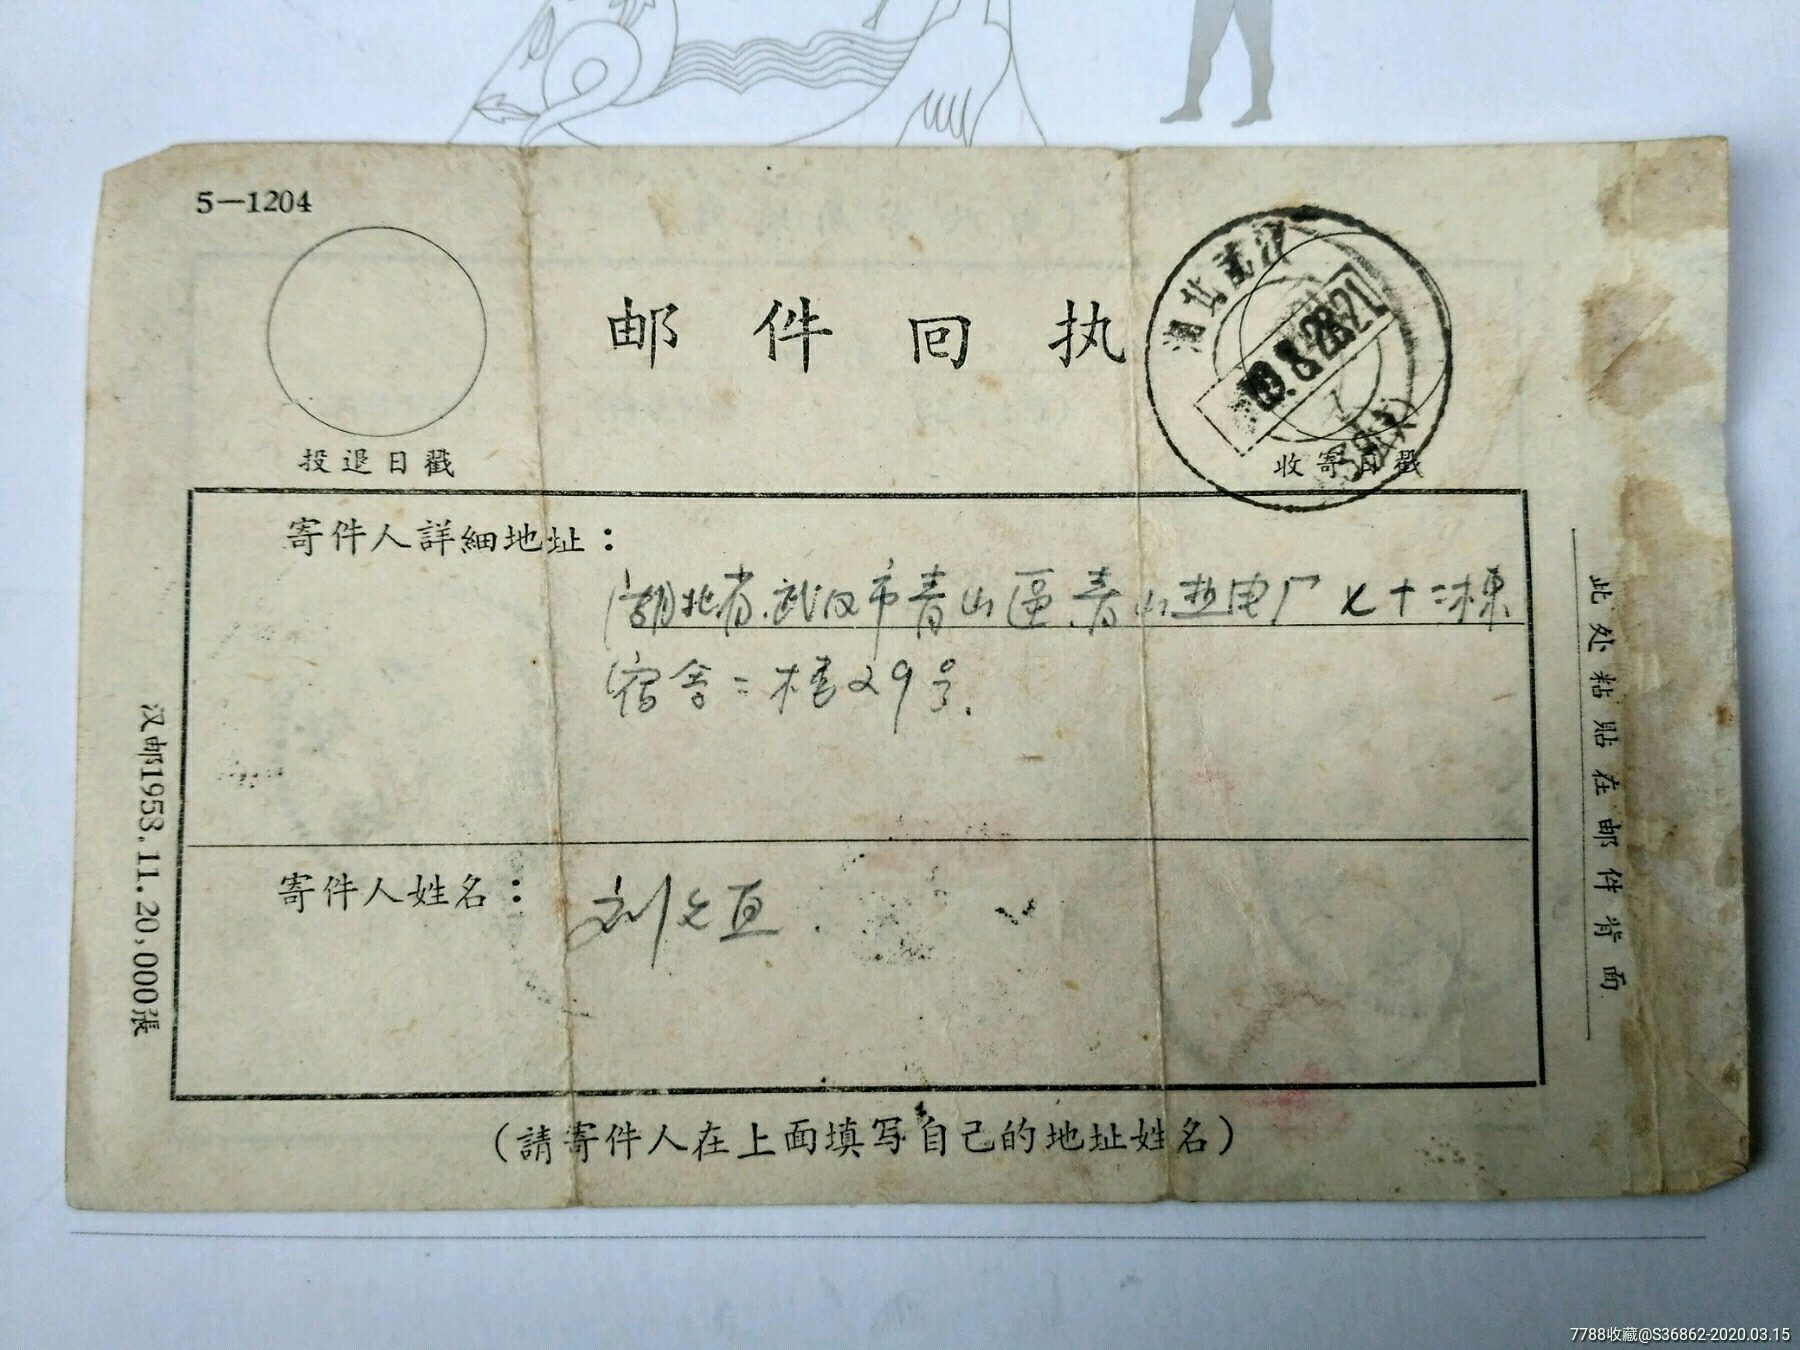 5—1204
邮件回执
湖北武汉
投退日戳
收寄日戳
寄件人詳細地址：
湖北省.武汉市青山區.青山热电厂七十二栋
宿舍二楼29号.
寄件人姓名：
刘
(請寄件人在上面填写自己的地址姓名)
汉邮1953.11.20,000張
此处粘貼在邮件背面
7788收藏@S36862-2020.03.15